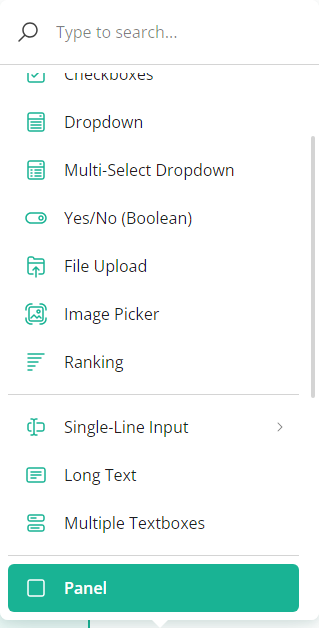 Type to search...
Checkboxes
Dropdown
Multi-Select Dropdown
Yes/No (Boolean)
File Upload
Image Picker
Ranking
Single-Line Input
Long Text
Multiple Textboxes
Panel